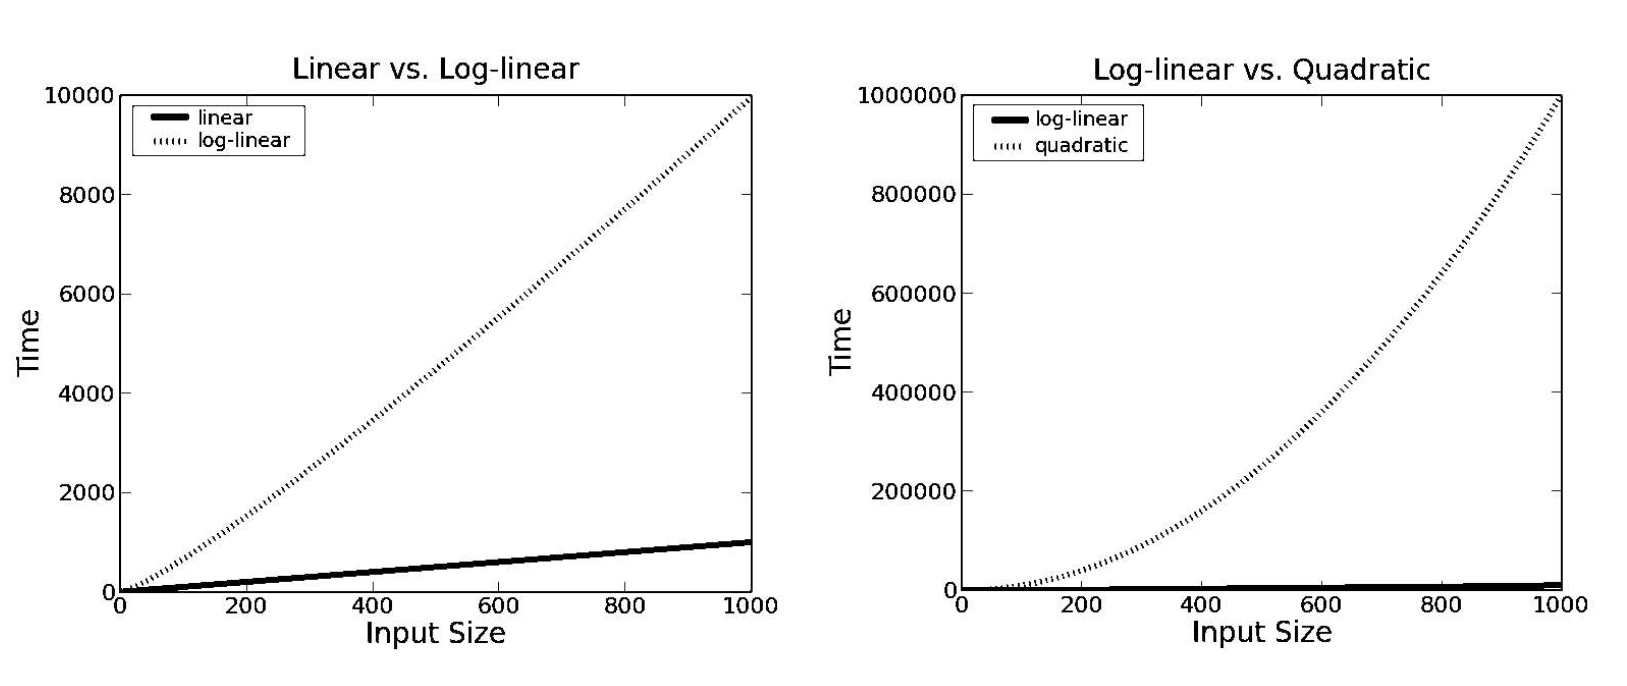 Linear vs. Log-linear
10000
8000
6000
4000
2000
0
linear
log-linear
Time
0 200 400 600 800 1000
Input Size
Log-linear vs. Quadratic
1000000
800000
600000
400000
200000
0
log-linear
quadratic
Time
0 200 400 600 800 1000
Input Size